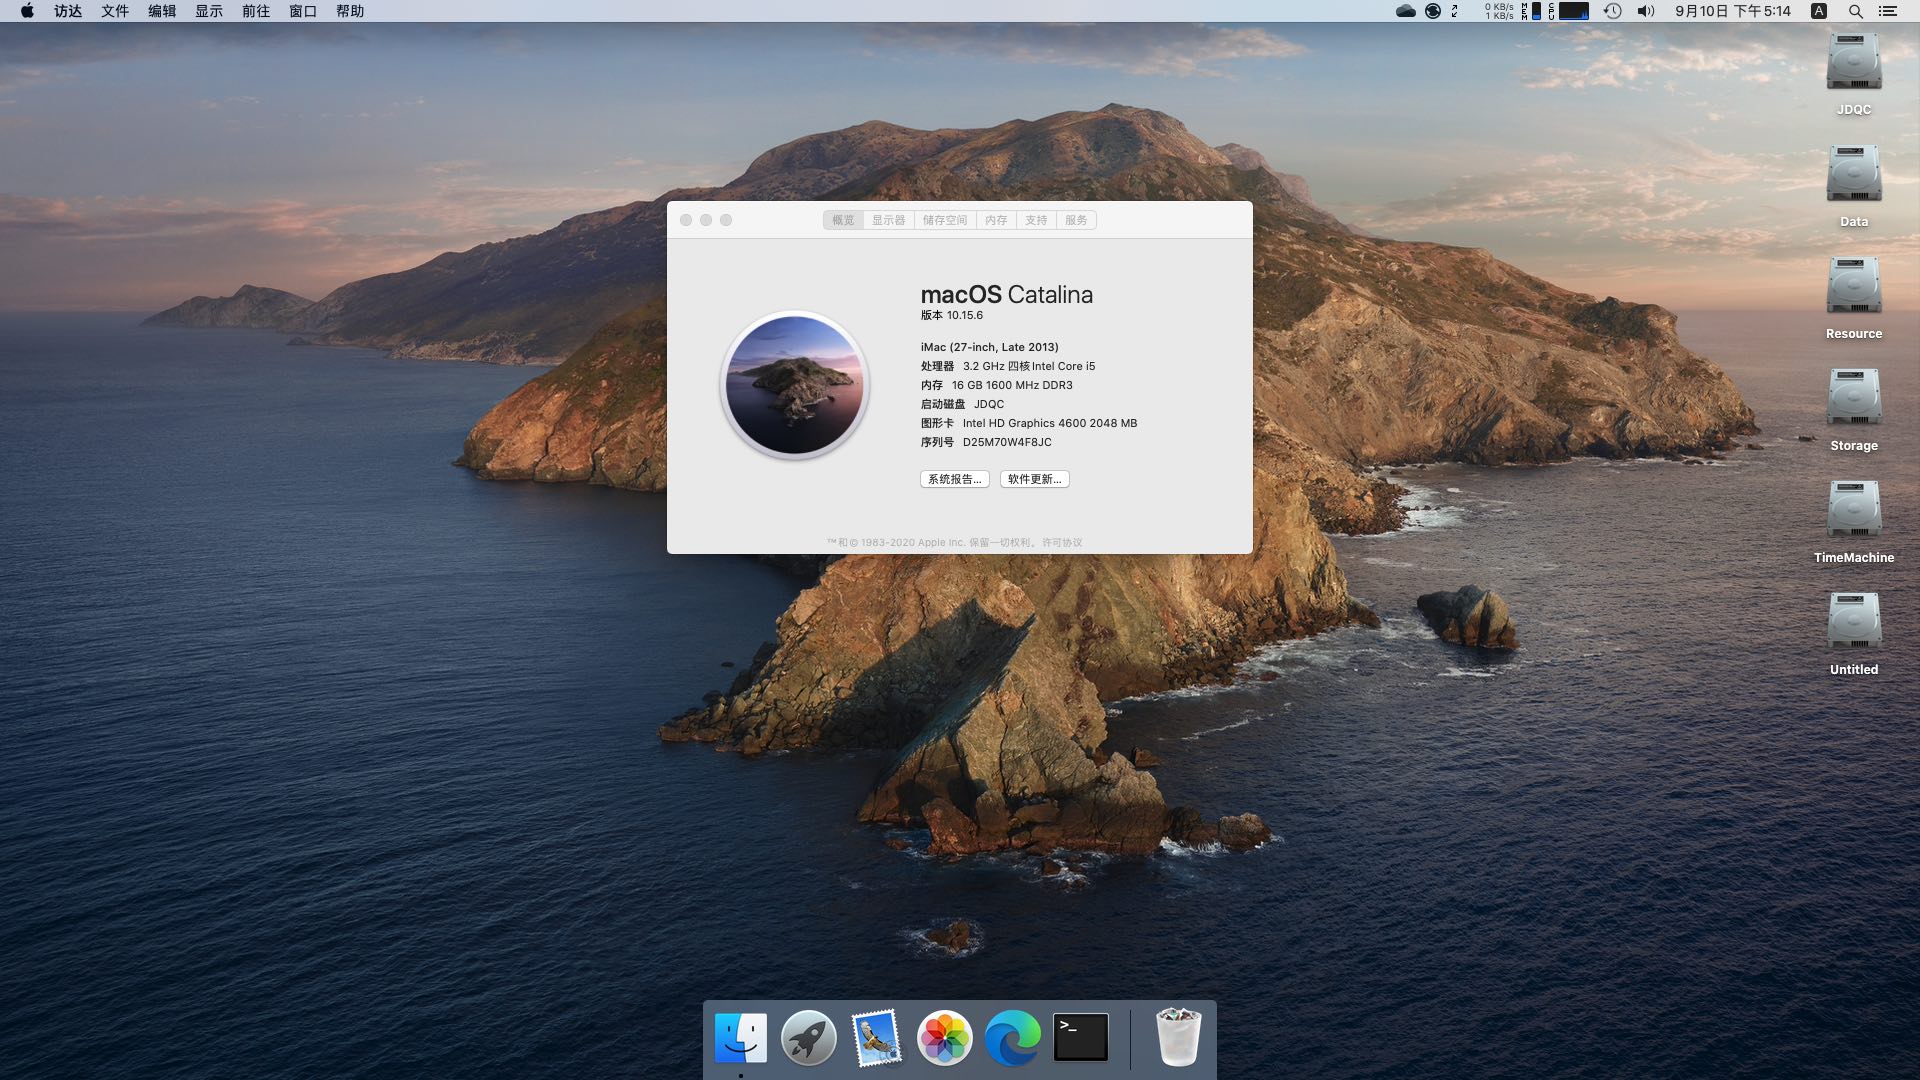 访达 文件 编辑 显示 前往 窗口 帮助
0 KB/s
1 KB/s
MEM
CPU
9月10日 下午5:14
A
JDQC
Data
Resource
Storage
TimeMachine
Untitled
概览 显示器 储存空间 内存 支持 服务
macOS Catalina
版本 10.15.6
iMac (27-inch, Late 2013)
处理器 3.2 GHz 四核Intel Core i5
内存 16 GB 1600 MHz DDR3
启动磁盘 JDQC
图形卡 Intel HD Graphics 4600 2048 MB
序列号 D25M70W4F8JC
系统报告... 软件更新...
™和© 1983-2020 Apple Inc. 保留一切权利。许可协议
>_